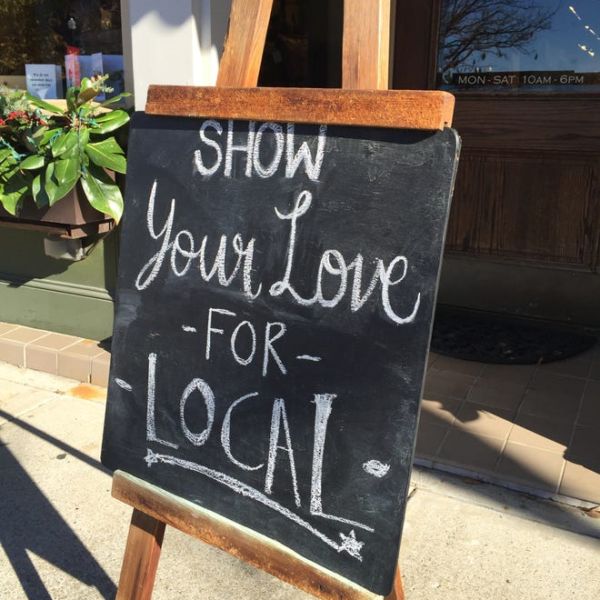 SHOW
Your Love
- FOR -
- LOCAL -
MON - SAT 10AM - 6PM